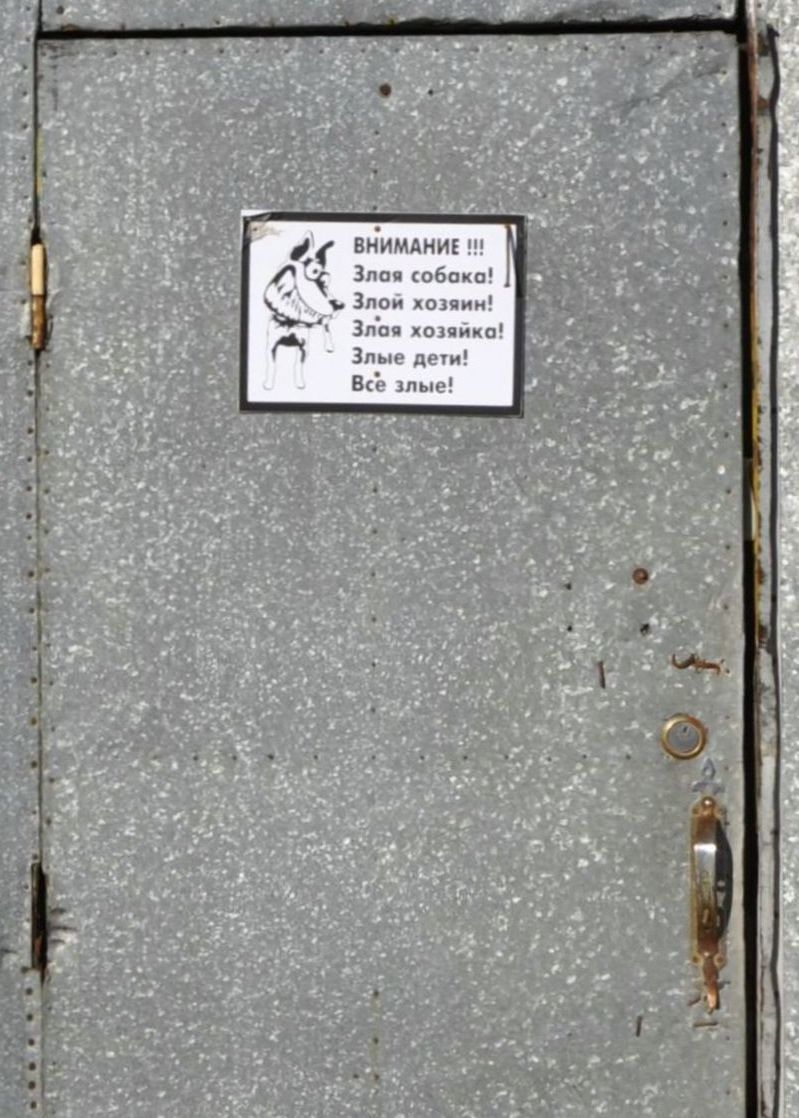 ВНИМАНИЕ !!!
Злая собака!
Злой хозяин!
Злая хозяйка!
Злые дети!
Все злые!